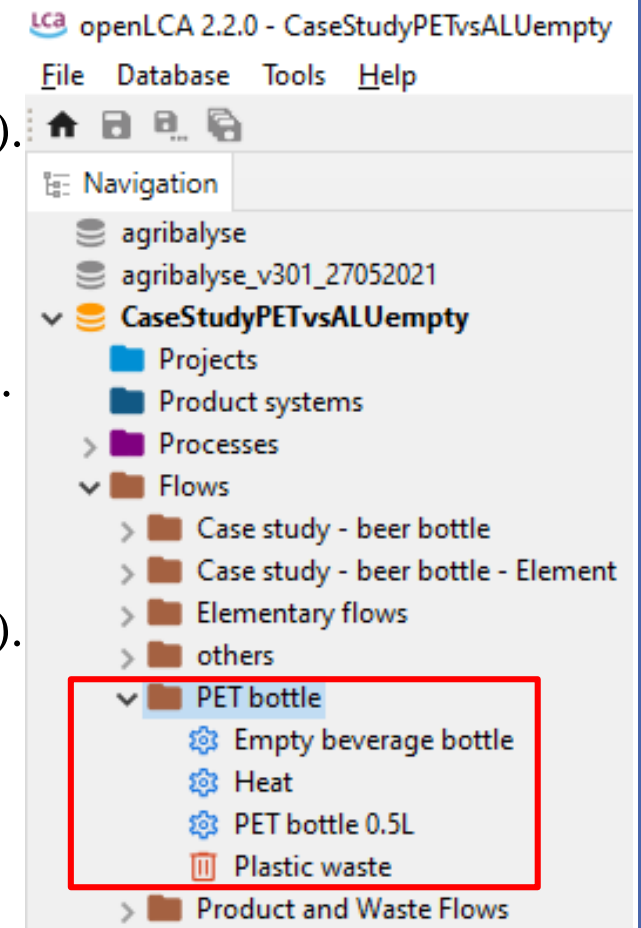 LCa openLCA 2.2.0 - CaseStudyPETvsALUempty
File Database Tools Help
).
Navigation
agribalyse
agribalyse_v301_27052021
CaseStudyPETvsALUempty
Projects
.
Product systems
Processes
Flows
Case study - beer bottle
Case study - beer bottle - Element
Elementary flows
).
others
PET bottle
Empty beverage bottle
Heat
PET bottle 0.5L
Plastic waste
Product and Waste Flows